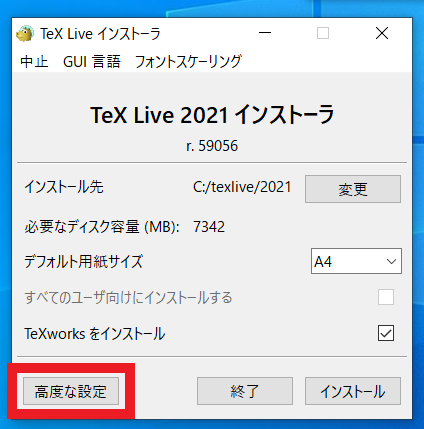 TeX Live インストーラ
中止 GUI 言語 フォントスケーリング
TeX Live 2021 インストーラ
r. 59056
インストール先 C:/texlive/2021 変更
必要なディスク容量 (MB): 7342
デフォルト用紙サイズ A4
すべてのユーザ向けにインストールする
TeXworks をインストール
高度な設定 終了 インストール